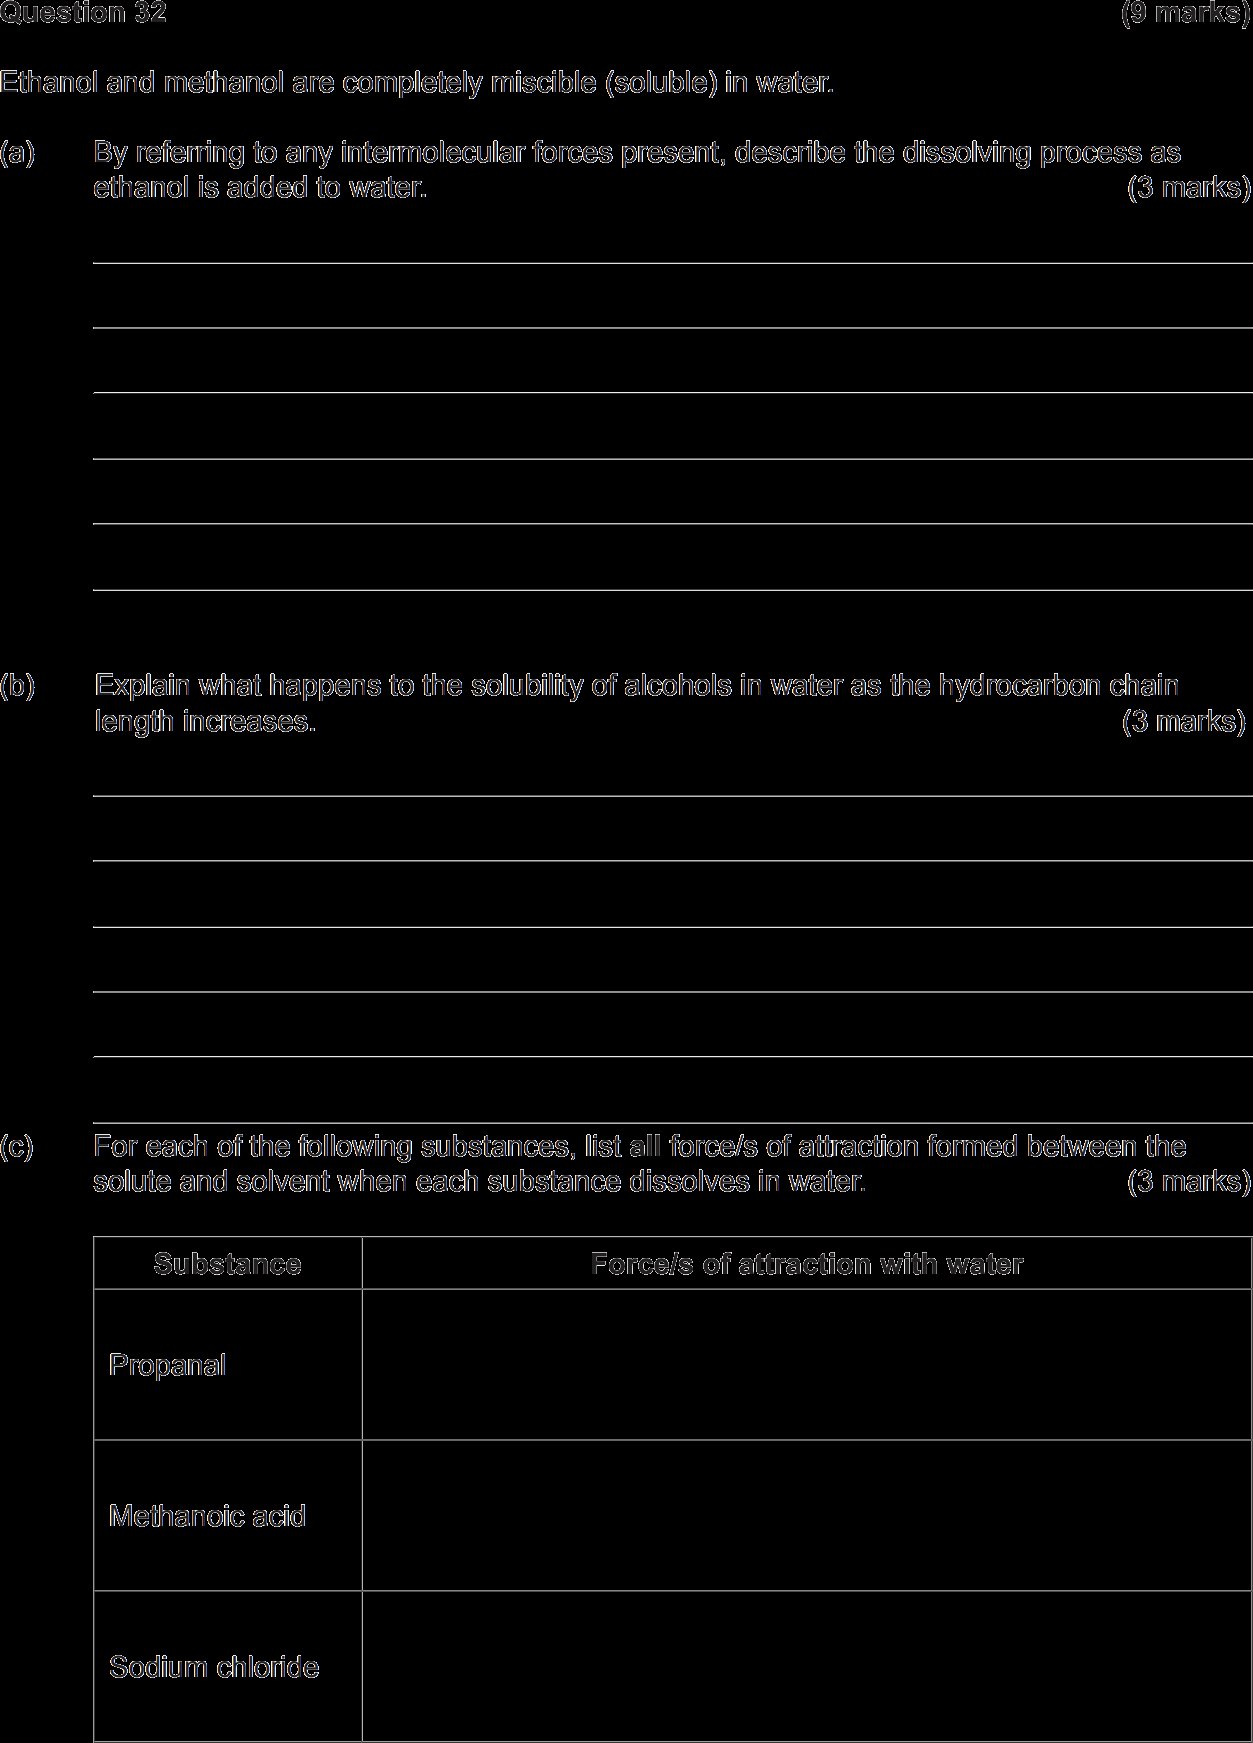 Question 32 (9 marks)
Ethanol and methanol are completely miscible (soluble) in water.
(a) By referring to any intermolecular forces present, describe the dissolving process as
ethanol is added to water. (3 marks)
(b) Explain what happens to the solubility of alcohols in water as the hydrocarbon chain
length increases. (3 marks)
(c) For each of the following substances, list all force/s of attraction formed between the
solute and solvent when each substance dissolves in water. (3 marks)
Substance Force/s of attraction with water
Propanal
Methanoic acid
Sodium chloride